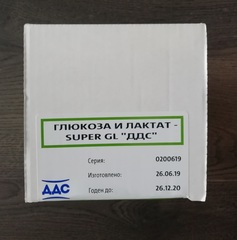 ГЛЮКОЗА И ЛАКТАТ -
SUPER GL "ДДС"
Серия: 0200619
Изготовлено: 26.06.19
Годен до: 26.12.20
ДДС